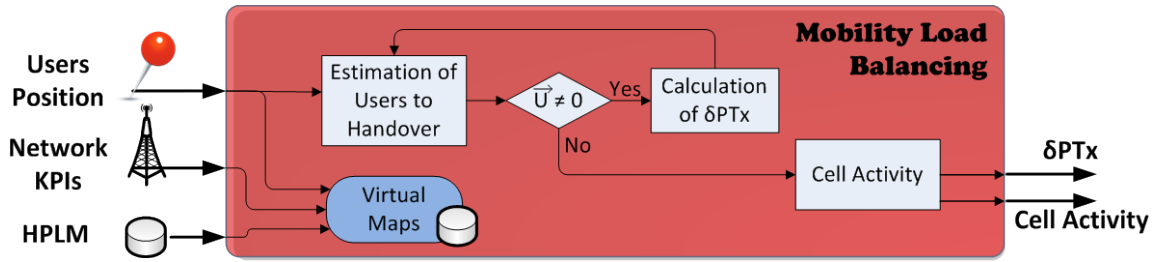 Users
Position
Network
KPIs
HPLM
Mobility Load
Balancing
Estimation of
Users to
Handover
U ≠ 0
Yes
No
Calculation
of δPTx
Virtual
Maps
Cell Activity
δPTx
Cell Activity